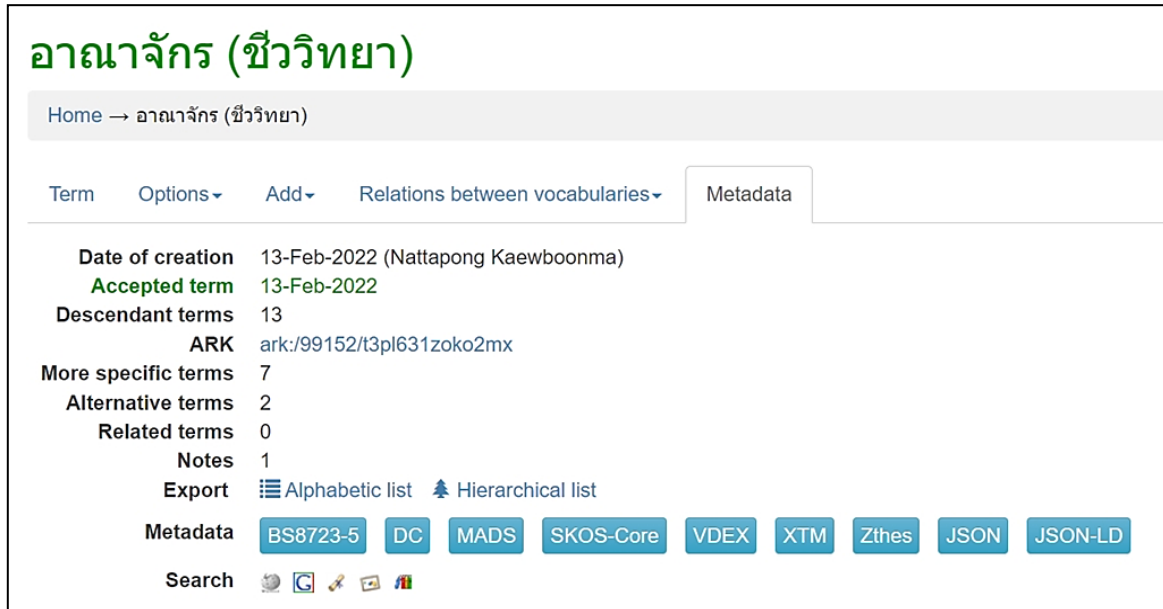 อาณาจักร (ชีววิทยา)
Home → อาณาจักร (ชีววิทยา)
Term Options Add Relations between vocabularies Metadata
Date of creation 13-Feb-2022 (Nattapong Kaewboonma)
Accepted term 13-Feb-2022
Descendant terms 13
ARK ark:/99152/t3pl631zoko2mx
More specific terms 7
Alternative terms 2
Related terms 0
Notes 1
Export Alphabetic list Hierarchical list
Metadata BS8723-5 DC MADS SKOS-Core VDEX XTM Zthes JSON JSON-LD
Search G